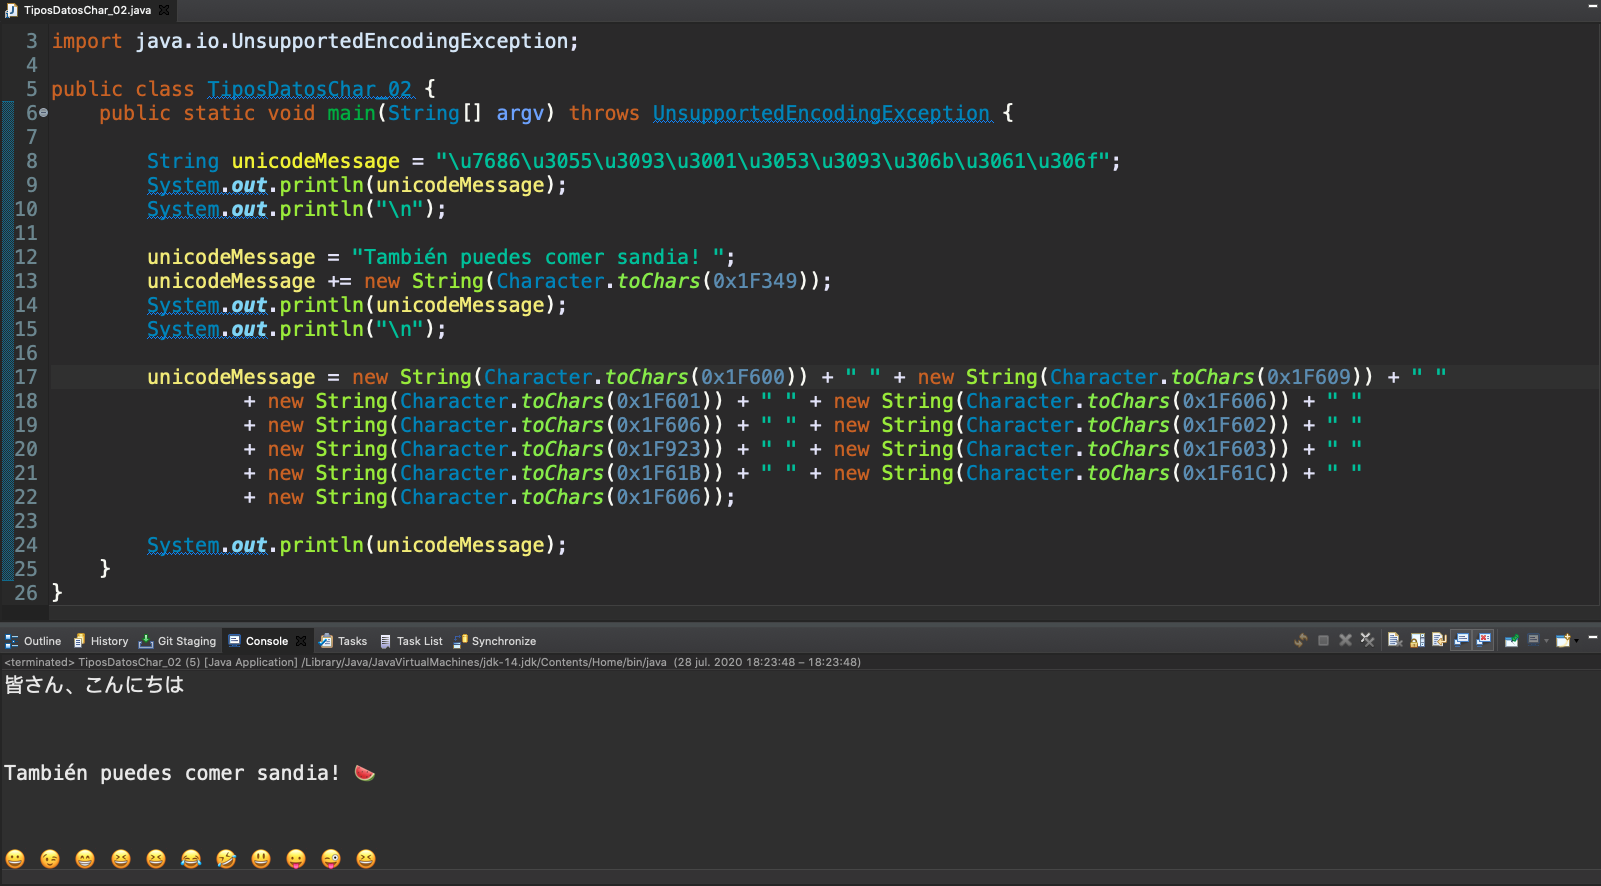 TiposDatosChar_02.java
3 import java.io.UnsupportedEncodingException;
4
5 public class TiposDatosChar_02 {
6 public static void main(String[] argv) throws UnsupportedEncodingException {
7
8 String unicodeMessage = "\u7686\u3055\u3093\u3001\u3053\u3093\u306b\u3061\u306f";
9 System.out.println(unicodeMessage);
10 System.out.println("\n");
11
12 unicodeMessage = "También puedes comer sandia! ";
13 unicodeMessage += new String(Character.toChars(0x1F349));
14 System.out.println(unicodeMessage);
15 System.out.println("\n");
16
17 unicodeMessage = new String(Character.toChars(0x1F600)) + " " + new String(Character.toChars(0x1F609)) + " "
18 + new String(Character.toChars(0x1F601)) + " " + new String(Character.toChars(0x1F606)) + " "
19 + new String(Character.toChars(0x1F606)) + " " + new String(Character.toChars(0x1F602)) + " "
20 + new String(Character.toChars(0x1F923)) + " " + new String(Character.toChars(0x1F603)) + " "
21 + new String(Character.toChars(0x1F61B)) + " " + new String(Character.toChars(0x1F61C)) + " "
22 + new String(Character.toChars(0x1F606));
23
24 System.out.println(unicodeMessage);
25 }
26 }
Outline History Git Staging Console Tasks Task List Synchronize
<terminated> TiposDatosChar_02 (5) [Java Application] /Library/Java/JavaVirtualMachines/jdk-14.jdk/Contents/Home/bin/java (28 jul. 2020 18:23:48 – 18:23:48)
皆さん、こんにちは
También puedes comer sandia! 🍉
😀 😉 😁 😆 😆 😂 🤣 😃 😛 😜 😆